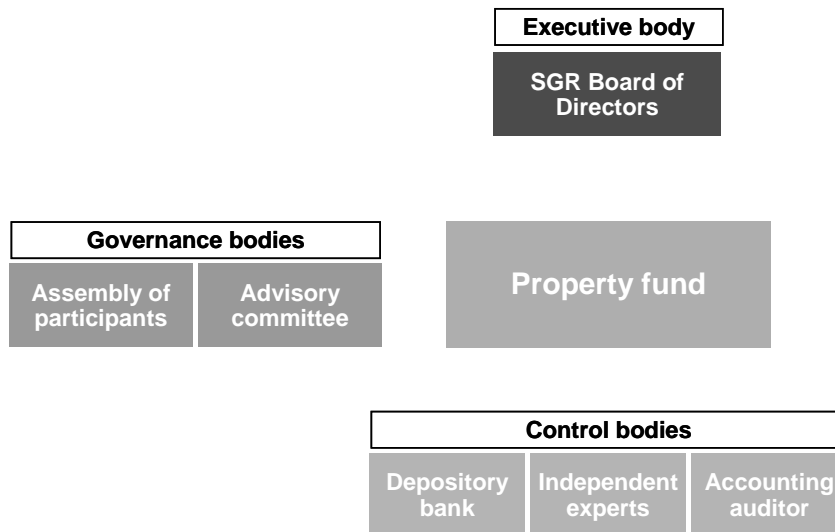 Executive body
SGR Board of
Directors
Governance bodies
Assembly of
participants
Advisory
committee
Property fund
Control bodies
Depository
bank
Independent
experts
Accounting
auditor